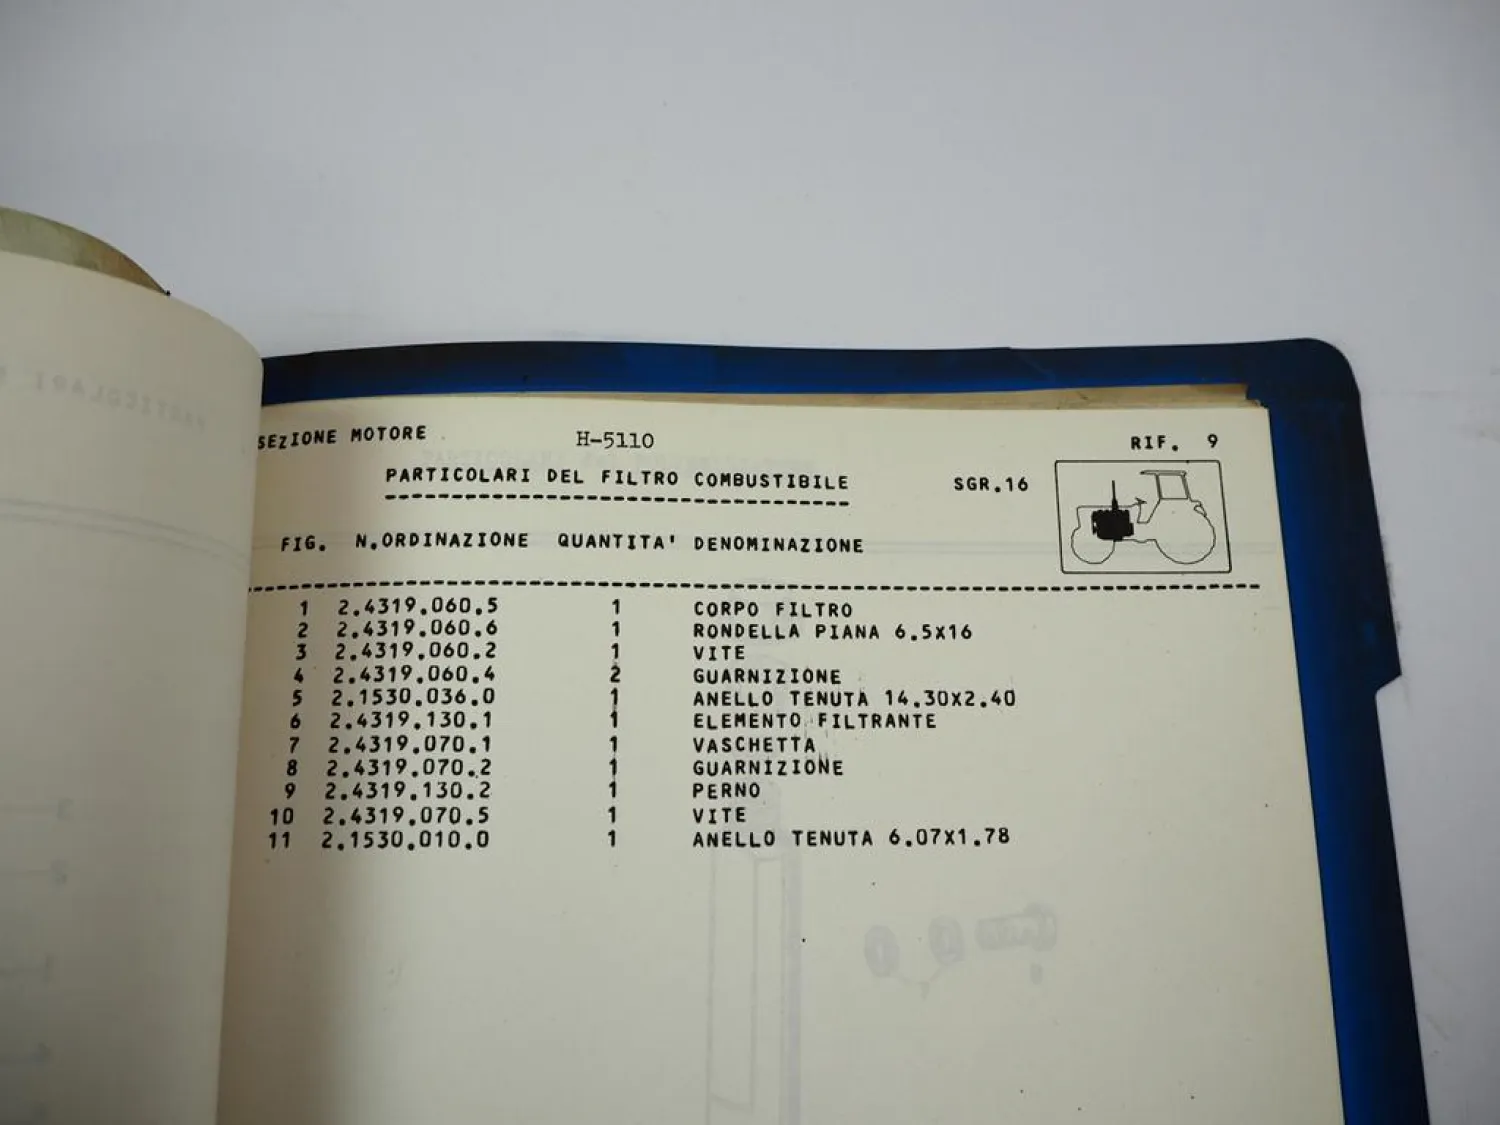 SEZIONE MOTORE H-5110 RIF. 9
PARTICOLARI DEL FILTRO COMBUSTIBILE SGR.16
FIG. N.ORDINAZIONE QUANTITA' DENOMINAZIONE
1 2.4319.060.5 1 CORPO FILTRO
2 2.4319.060.6 1 RONDELLA PIANA 6.5X16
3 2.4319.060.2 1 VITE
4 2.4319.060.4 2 GUARNIZIONE
5 2.1530.036.0 1 ANELLO TENUTA 14.30X2.40
6 2.4319.130.1 1 ELEMENTO FILTRANTE
7 2.4319.070.1 1 VASCHETTA
8 2.4319.070.2 1 GUARNIZIONE
9 2.4319.130.2 1 PERNO
10 2.4319.070.5 1 VITE
11 2.1530.010.0 1 ANELLO TENUTA 6.07X1.78